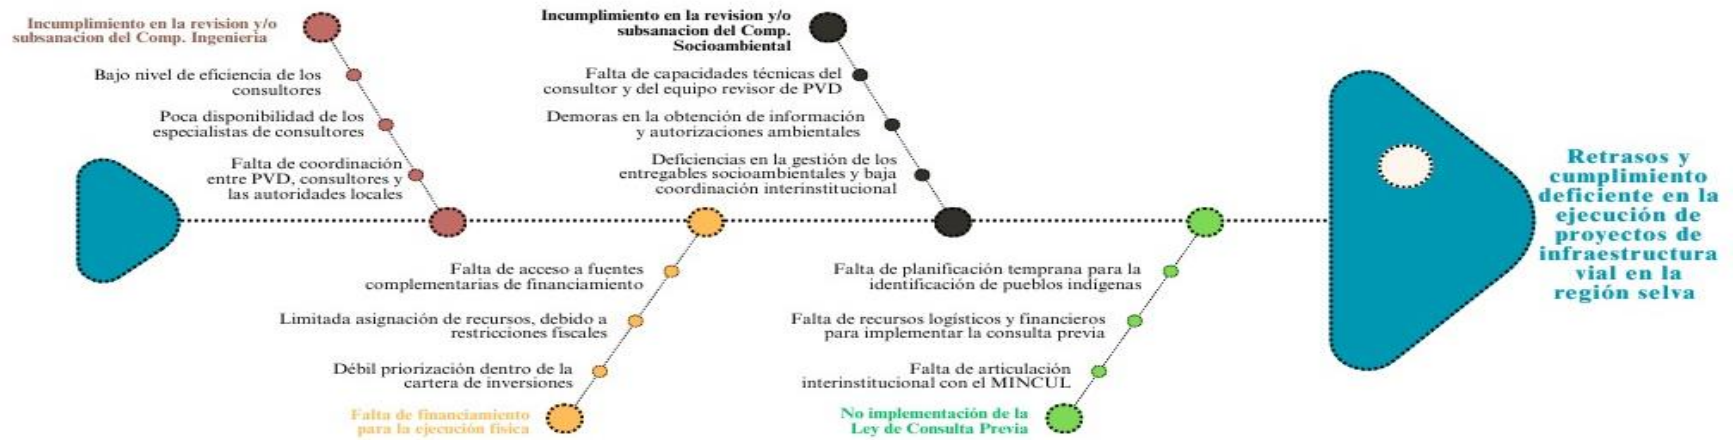 Incumplimiento en la revision y/o
subsanacion del Comp. Ingenieria
Bajo nivel de eficiencia de los
consultores
Poca disponibilidad de los
especialistas de consultores
Falta de coordinación
entre PVD, consultores y
las autoridades locales
Incumplimiento en la revision y/o
subsanacion del Comp.
Socioambiental
Falta de capacidades técnicas del
consultor y del equipo revisor de PVD
Demoras en la obtención de información
y autorizaciones ambientales
Deficiencias en la gestión de los
entregables socioambientales y baja
coordinación interinstitucional
Falta de acceso a fuentes
complementarias de financiamiento
Limitada asignación de recursos, debido a
restricciones fiscales
Débil priorización dentro de la
cartera de inversiones
Falta de financiamiento
para la ejecución física
Falta de planificación temprana para la
identificación de pueblos indígenas
Falta de recursos logísticos y financieros
para implementar la consulta previa
Falta de articulación
interinstitucional con el MINCUL
No implementación de la
Ley de Consulta Previa
Retrasos y
cumplimiento
deficiente en la
ejecución de
proyectos de
infraestructura
vial en la
región selva